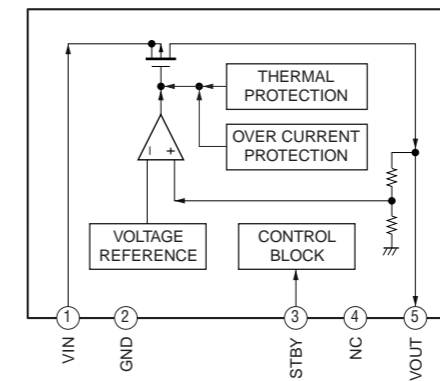 THERMAL
PROTECTION
OVER CURRENT
PROTECTION
– +
VOLTAGE
REFERENCE
CONTROL
BLOCK
1 2 3 4 5
VIN GND STBY NC VOUT